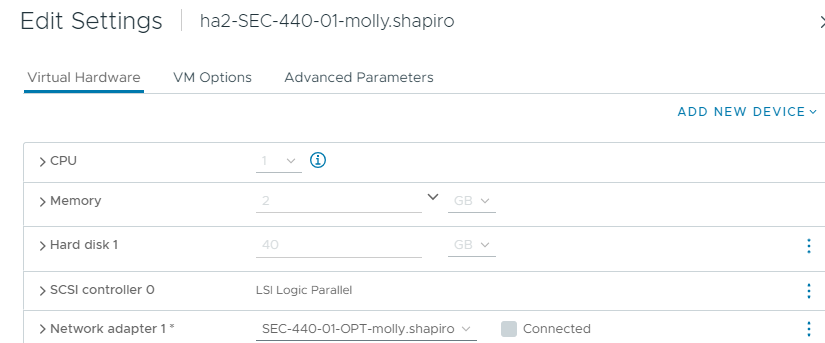 Edit Settings ha2-SEC-440-01-molly.shapiro
Virtual Hardware VM Options Advanced Parameters
ADD NEW DEVICE
CPU 1
Memory 2 GB
Hard disk 1 40 GB
SCSI controller 0 LSI Logic Parallel
Network adapter 1 * SEC-440-01-OPT-molly.shapiro Connected